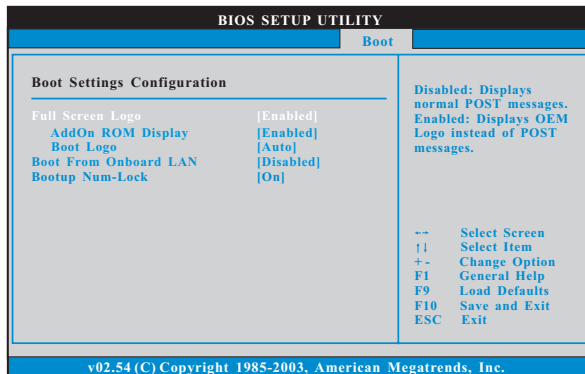 BIOS SETUP UTILITY
Boot
Boot Settings Configuration
Full Screen Logo [Enabled]
AddOn ROM Display [Enabled]
Boot Logo [Auto]
Boot From Onboard LAN [Disabled]
Bootup Num-Lock [On]
Disabled: Displays
normal POST messages.
Enabled: Displays OEM
Logo instead of POST
messages.
←→ Select Screen
↑↓ Select Item
+ - Change Option
F1 General Help
F9 Load Defaults
F10 Save and Exit
ESC Exit
v02.54 (C) Copyright 1985-2003, American Megatrends, Inc.